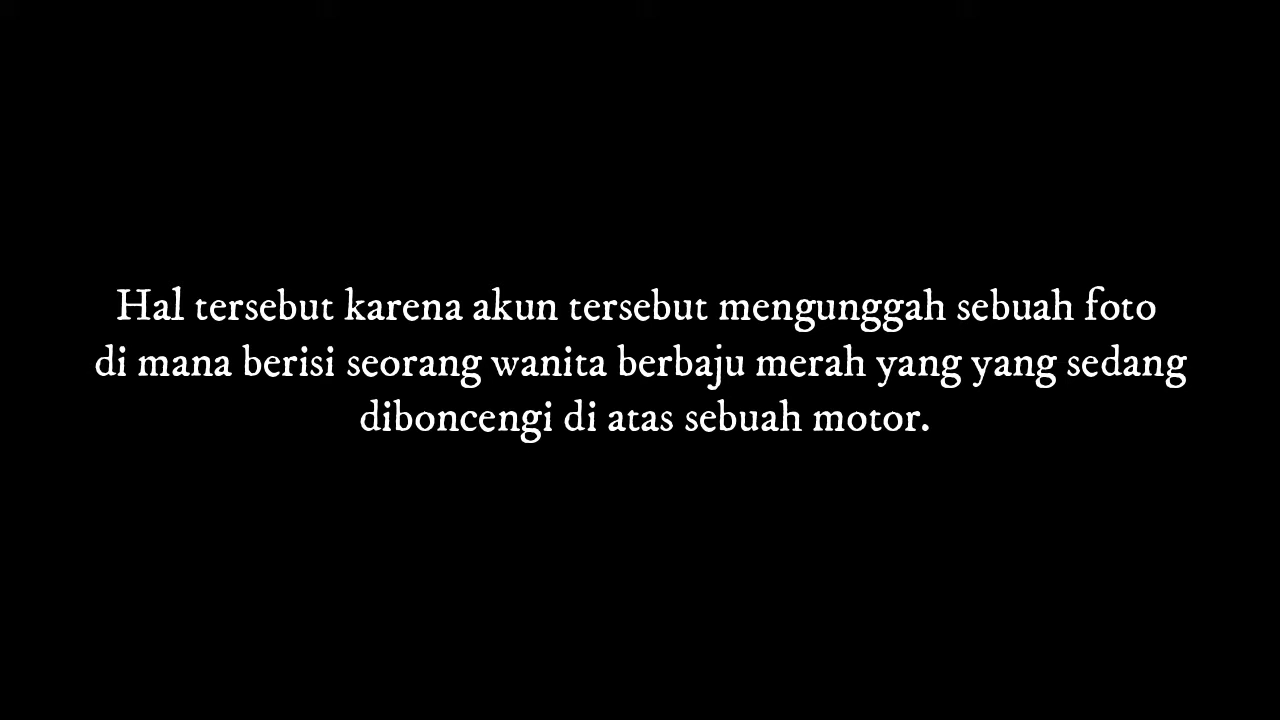 Hal tersebut karena akun tersebut mengunggah sebuah foto
di mana berisi seorang wanita berbaju merah yang yang sedang
diboncengi di atas sebuah motor.